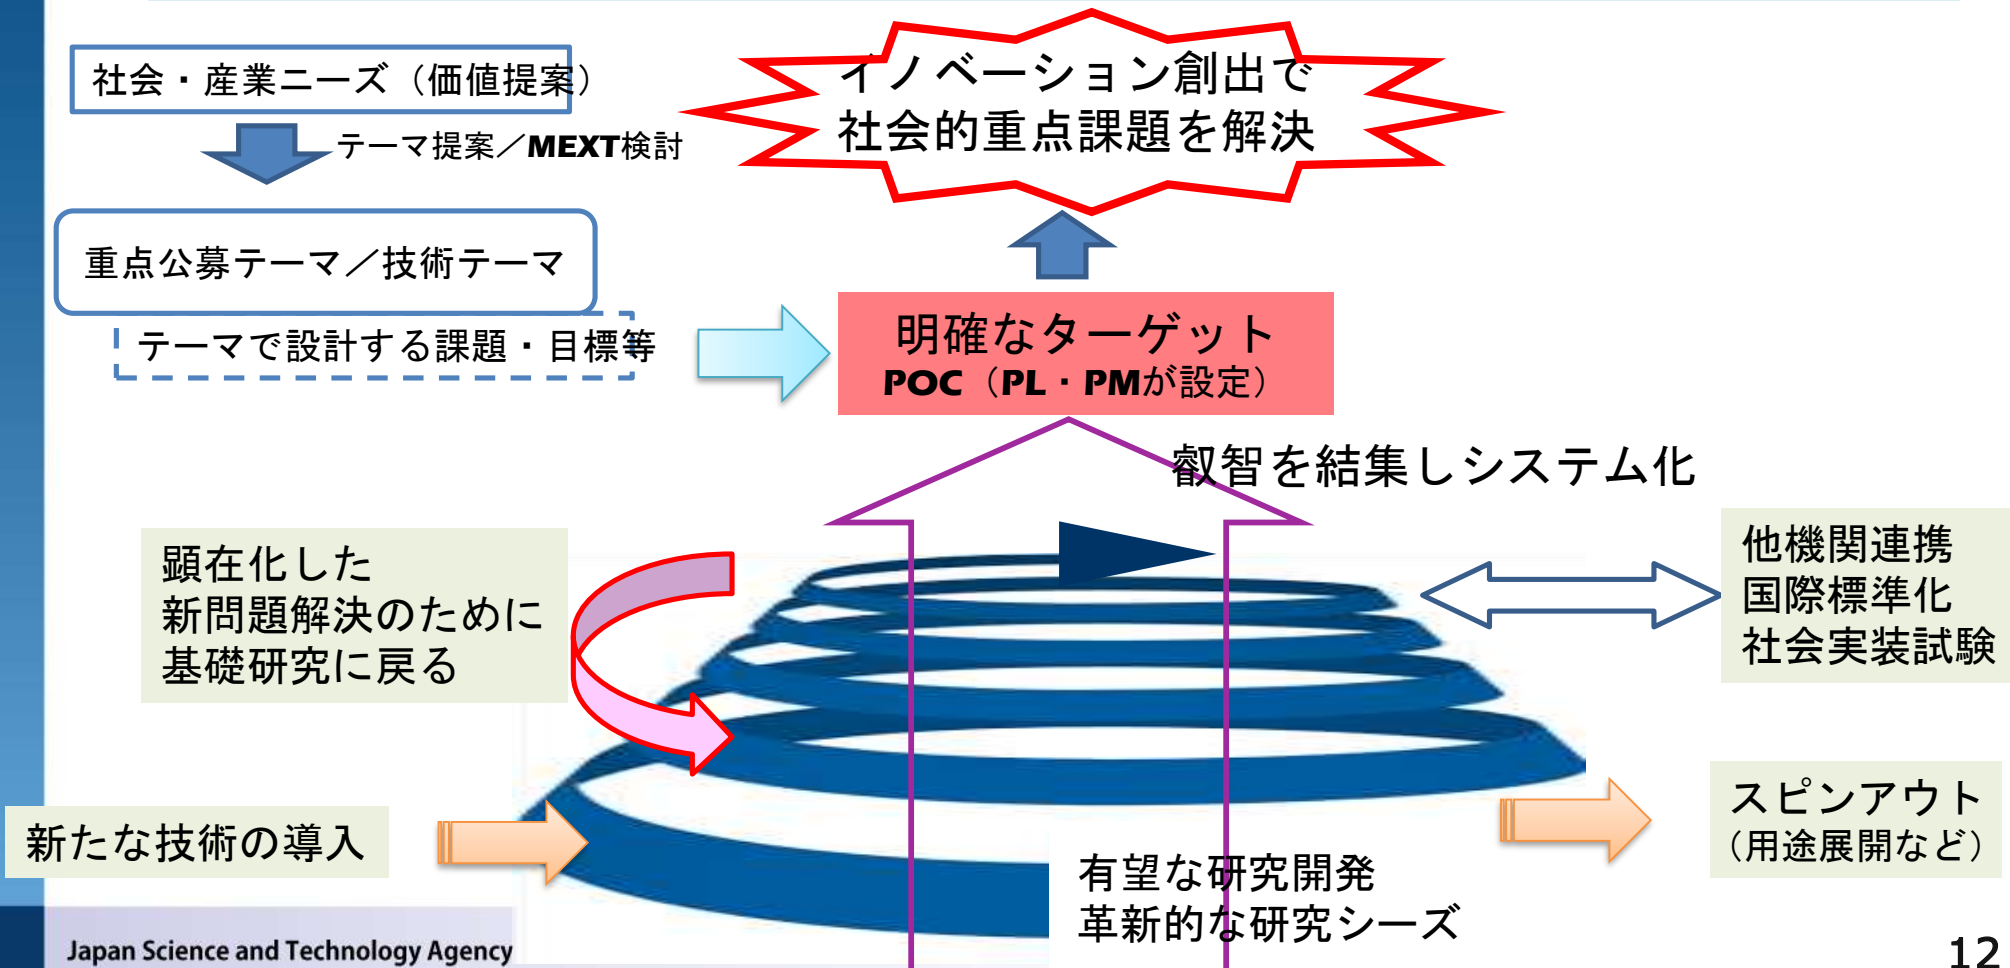 社会・産業ニーズ（価値提案）
テーマ提案／MEXT検討
重点公募テーマ／技術テーマ
テーマで設計する課題・目標等
イノベーション創出で
社会的重点課題を解決
明確なターゲット
POC（PL・PMが設定）
叡智を結集しシステム化
顕在化した
新問題解決のために
基礎研究に戻る
他機関連携
国際標準化
社会実装試験
新たな技術の導入
スピンアウト
（用途展開など）
有望な研究開発
革新的な研究シーズ
Japan Science and Technology Agency
12